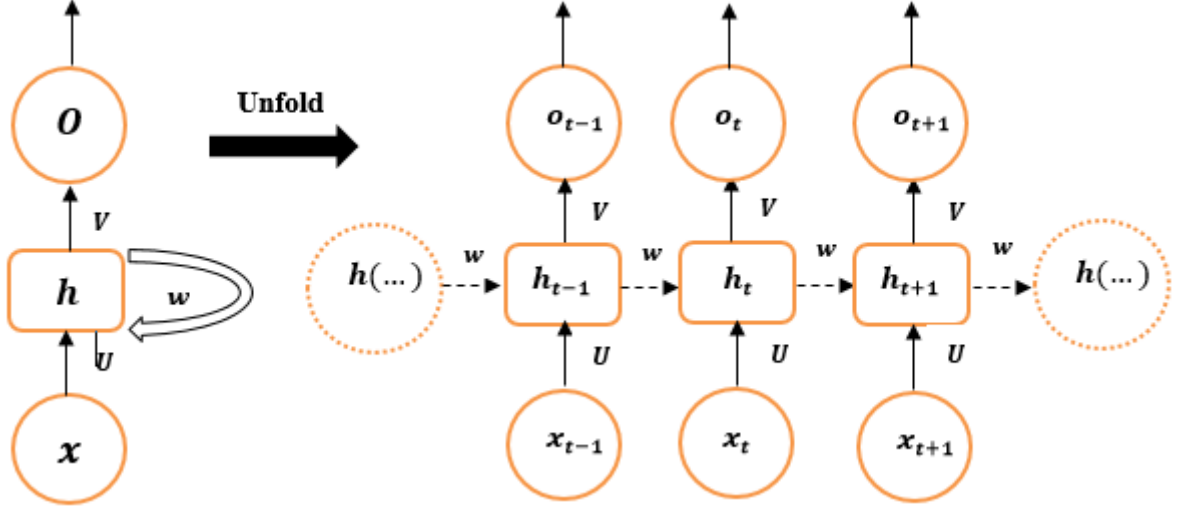 O
Unfold
V
h
w
U
x
o_{t-1} o_t o_{t+1}
V V V
h(...) w h_{t-1} w h_t w h_{t+1} w h(...)
U U U
x_{t-1} x_t x_{t+1}